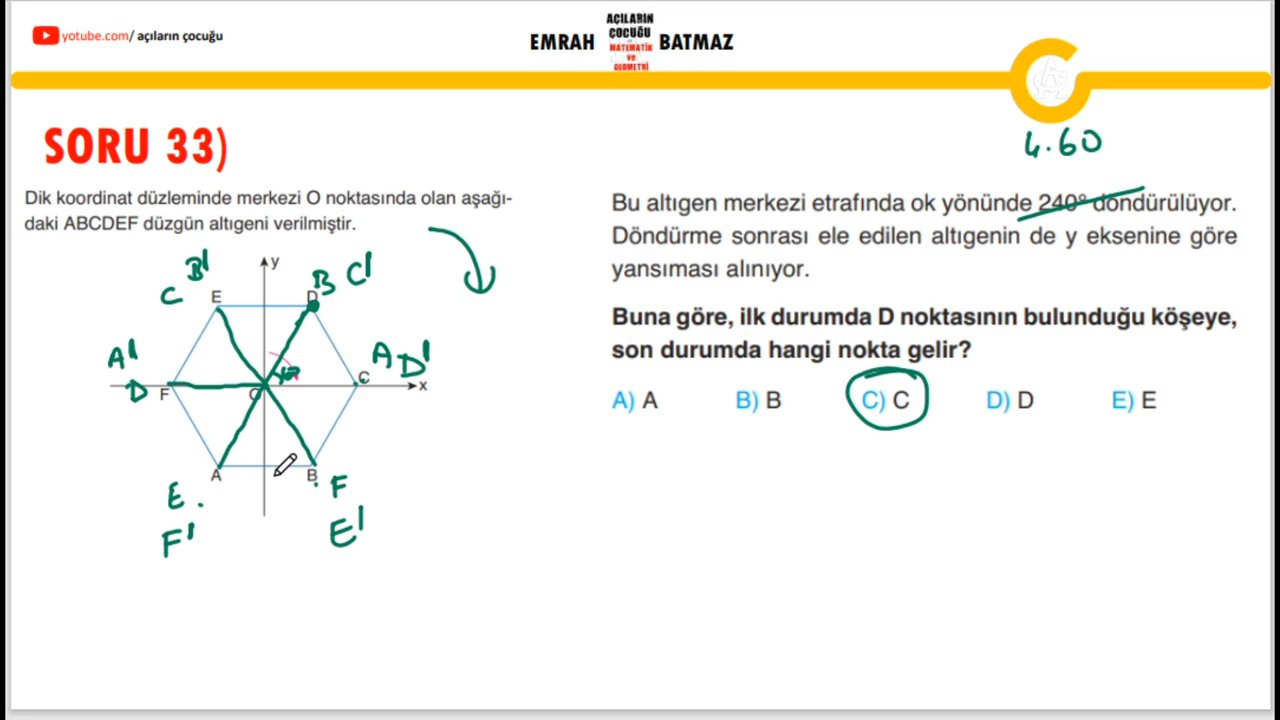 yotube.com/ açıların çocuğu
EMRAH
AÇILARIN
ÇOCUĞU
MATEMATİK
ve
GEOMETRİ
BATMAZ
4.60
SORU 33)
Dik koordinat düzleminde merkezi O noktasında olan aşağı-
daki ABCDEF düzgün altıgeni verilmiştir.
B' y
C E D B C'
A' A D'
D F O 60 C x
A B
E . F
F' E'
Bu altıgen merkezi etrafında ok yönünde 240° döndürülüyor.
Döndürme sonrası ele edilen altıgenin de y eksenine göre
yansıması alınıyor.
Buna göre, ilk durumda D noktasının bulunduğu köşeye,
son durumda hangi nokta gelir?
A) A B) B C) C D) D E) E